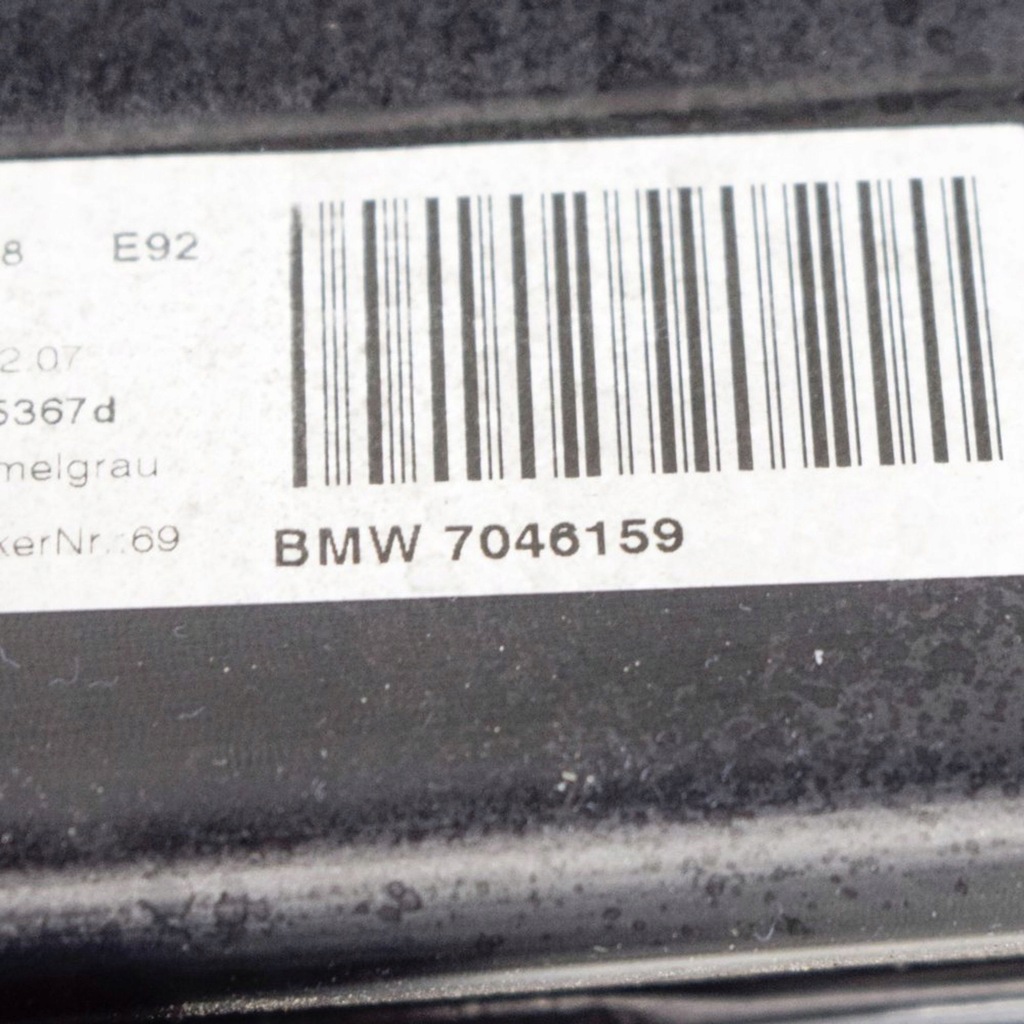 8 E92
2.07
5367d
melgrau
kerNr.:69
BMW 7046159